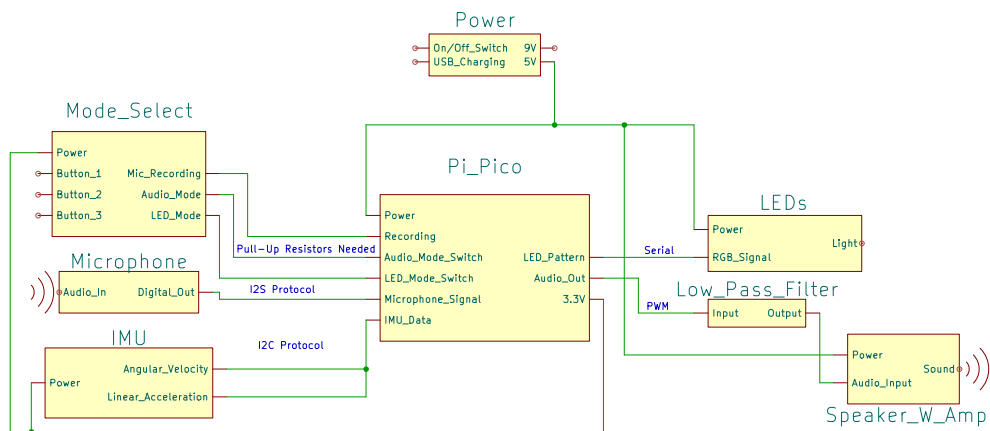 Power
On/Off_Switch 9V
USB_Charging 5V
Mode_Select
Power
Button_1 Mic_Recording
Button_2 Audio_Mode
Button_3 LED_Mode
Pi_Pico
Power
Recording
Pull-Up Resistors Needed
Audio_Mode_Switch LED_Pattern
LED_Mode_Switch Audio_Out
Microphone_Signal 3.3V
IMU_Data
LEDs
Power
Light
Serial
RGB_Signal
Microphone
Audio_In Digital_Out
I2S Protocol
Low_Pass_Filter
PWM
Input Output
IMU
I2C Protocol
Angular_Velocity
Power
Linear_Acceleration
Power
Sound
Audio_Input
Speaker_W_Amp